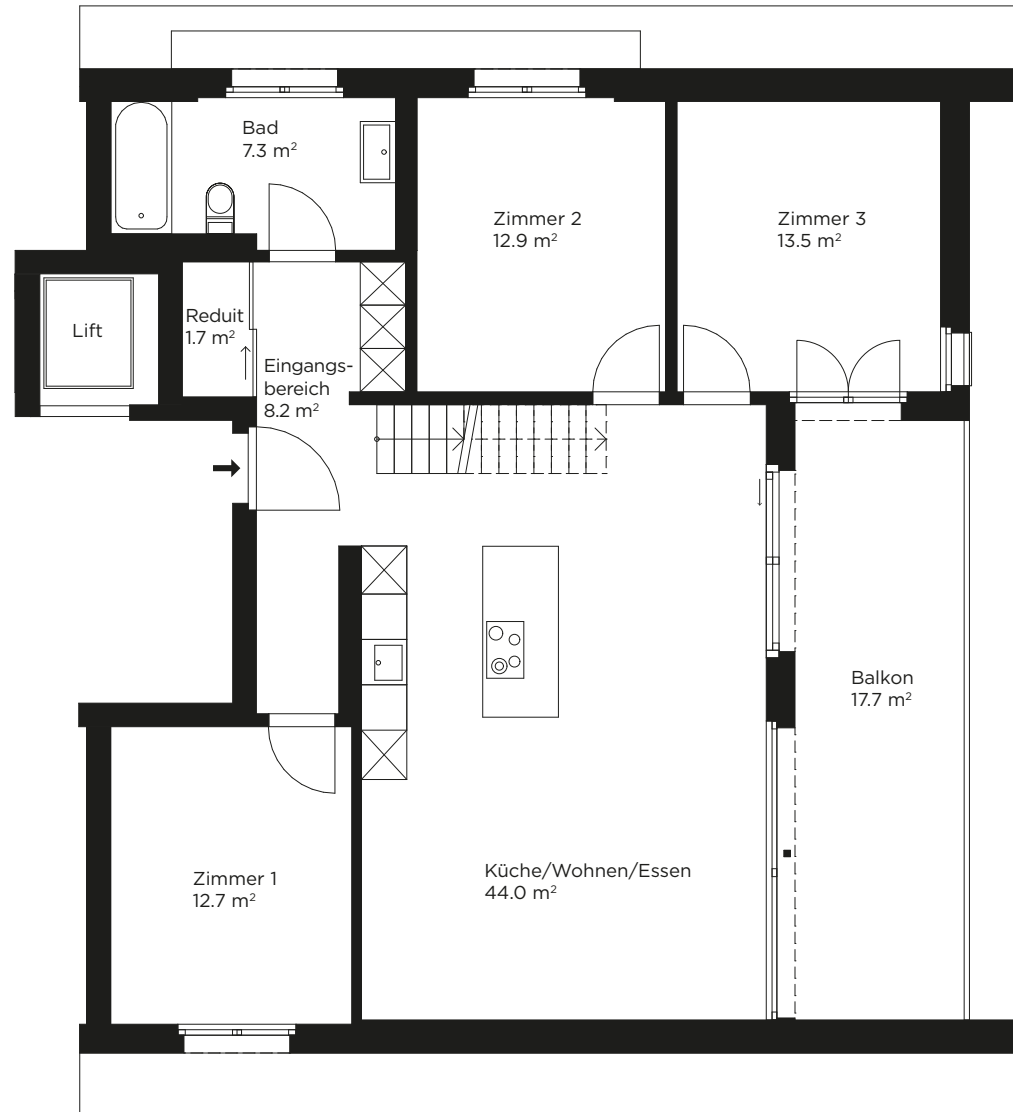 Bad
7.3 m²
Zimmer 2
12.9 m²
Zimmer 3
13.5 m²
Lift
Reduit
1.7 m²
Eingangs-
bereich
8.2 m²
Balkon
17.7 m²
Zimmer 1
12.7 m²
Küche/Wohnen/Essen
44.0 m²